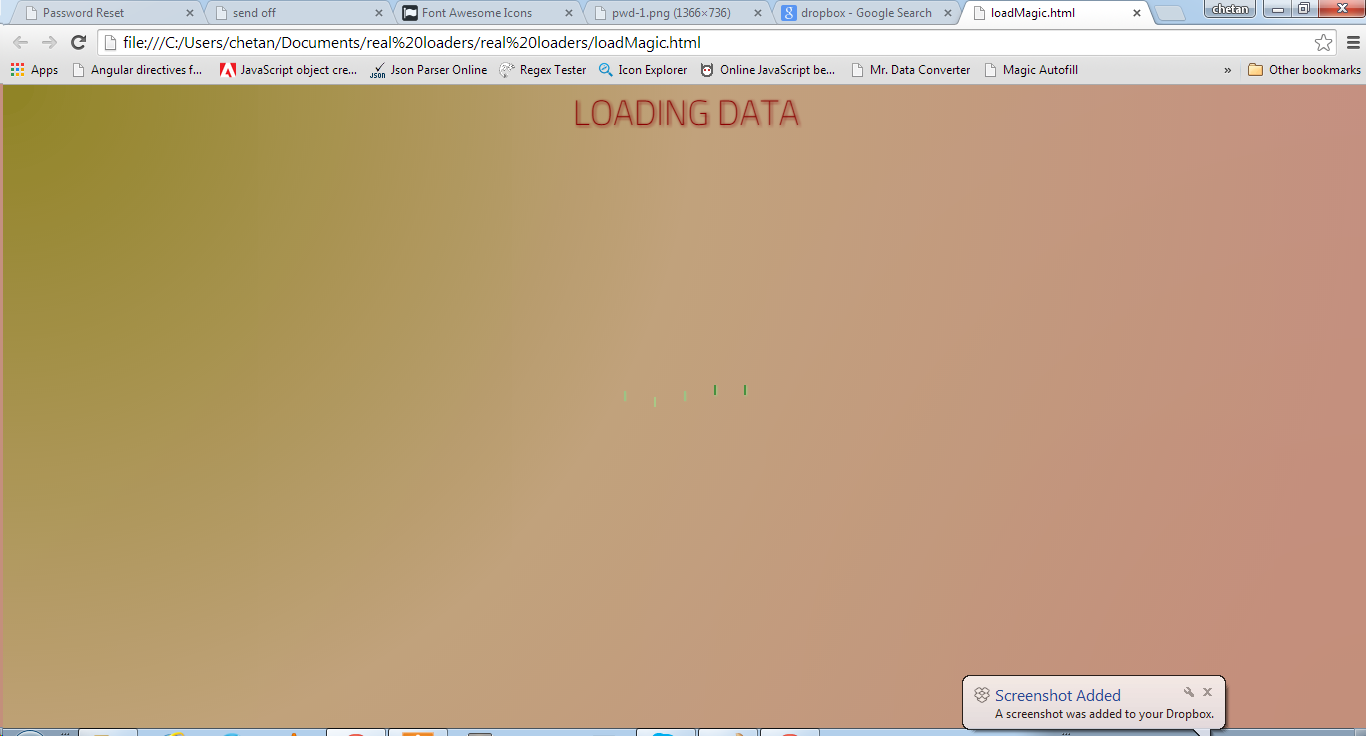 Password Reset
send off
Font Awesome Icons
pwd-1.png (1366×736)
8 dropbox - Google Search
loadMagic.html
chetan
file:///C:/Users/chetan/Documents/real%20loaders/real%20loaders/loadMagic.html
Apps
Angular directives f...
JavaScript object cre...
JSON Json Parser Online
Regex Tester
Icon Explorer
Online JavaScript be...
Mr. Data Converter
Magic Autofill
» Other bookmarks
LOADING DATA
Screenshot Added
A screenshot was added to your Dropbox.